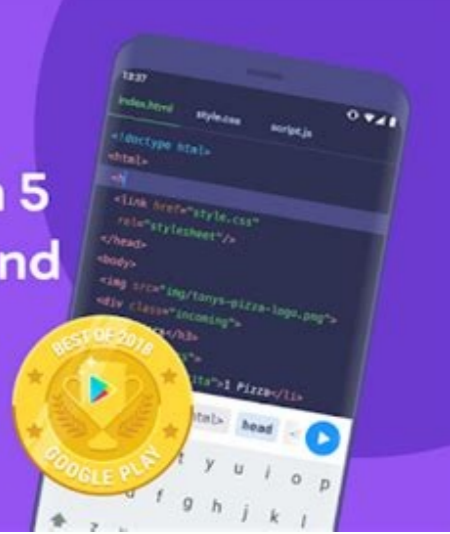 5
nd
13:37
index.html style.css script.js
<!doctype html>
<html>
<h
<link href="style.css"
rel="stylesheet"/>
</head>
<body>
<img src="img/tonys-pizza-logo.png">
<div class="incoming">
</h3>
">
">1 Pizza</li>
BEST OF 2018
GOOGLE PLAY
html> head <
t y u i o p
d f g h j k l
z